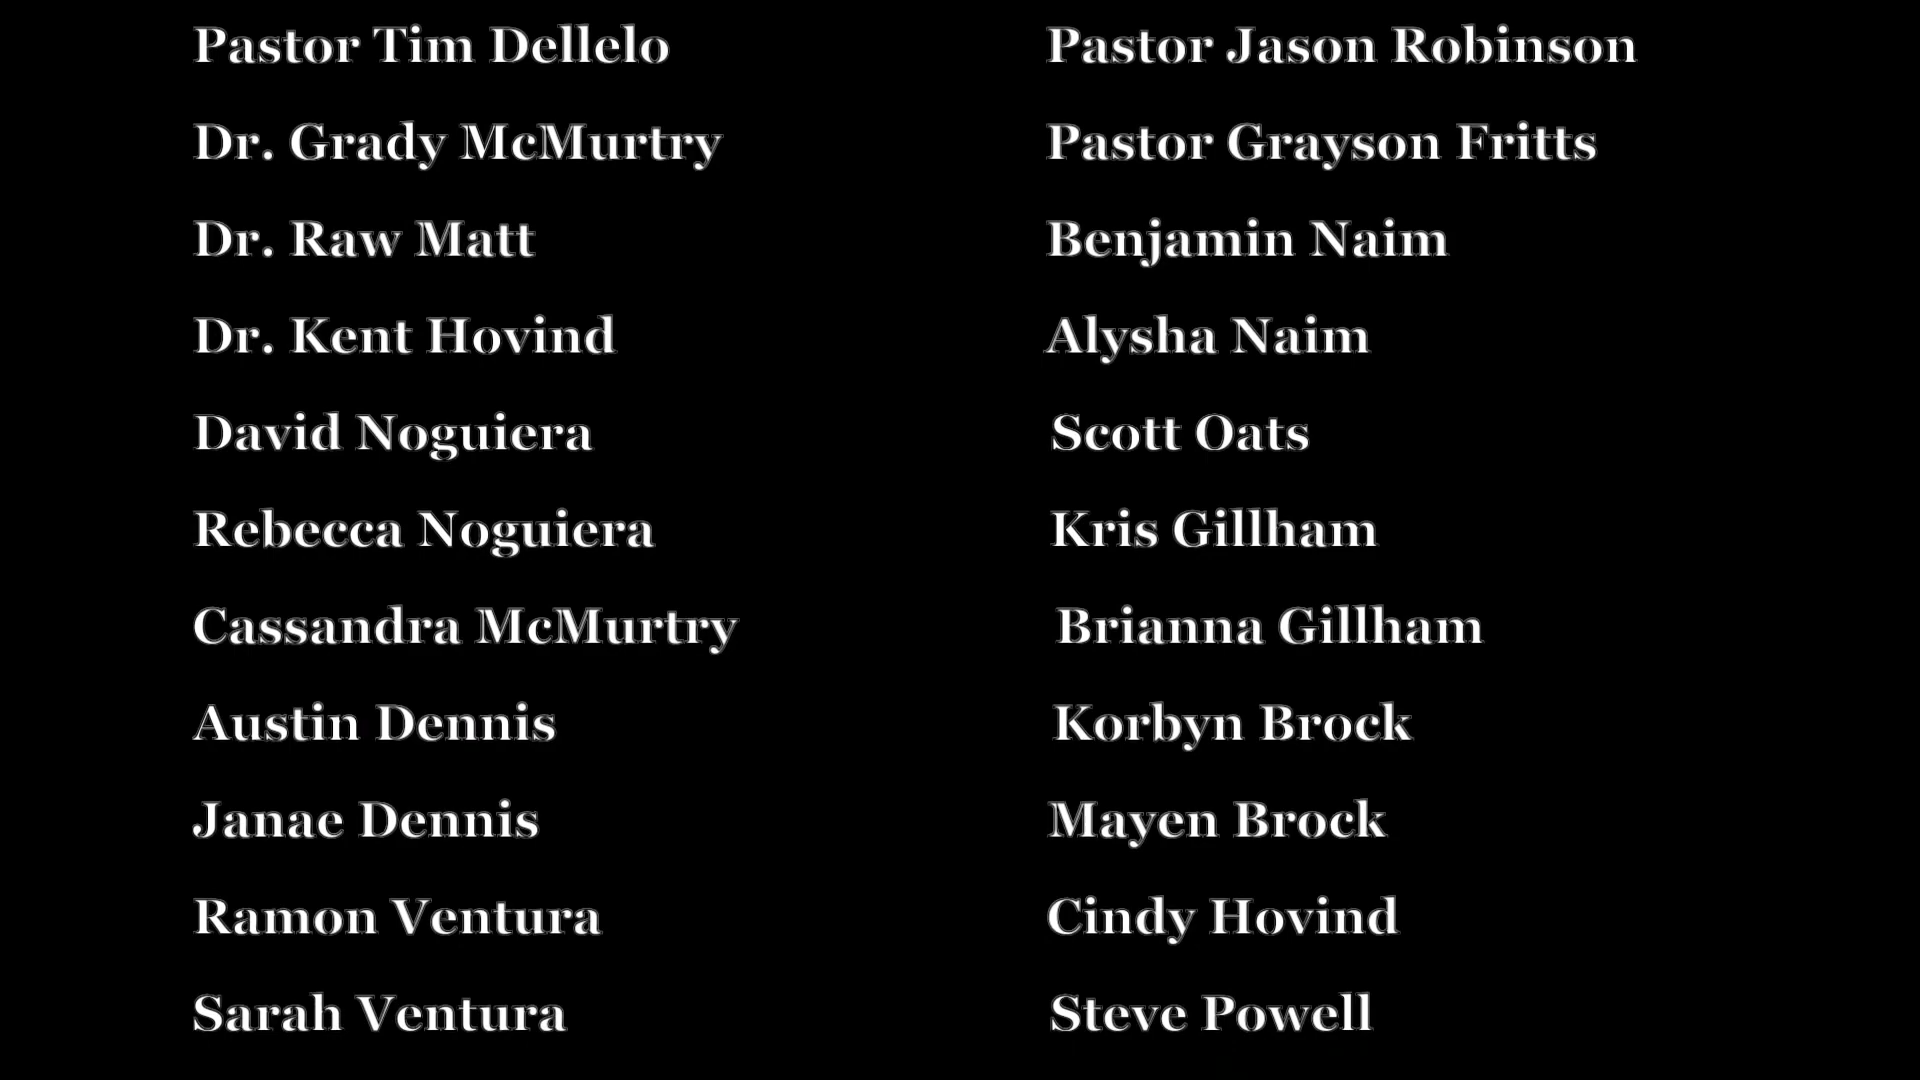 Pastor Tim Dellelo
Dr. Grady McMurtry
Dr. Raw Matt
Dr. Kent Hovind
David Noguiera
Rebecca Noguiera
Cassandra McMurtry
Austin Dennis
Janae Dennis
Ramon Ventura
Sarah Ventura
Pastor Jason Robinson
Pastor Grayson Fritts
Benjamin Naim
Alysha Naim
Scott Oats
Kris Gillham
Brianna Gillham
Korbyn Brock
Mayen Brock
Cindy Hovind
Steve Powell